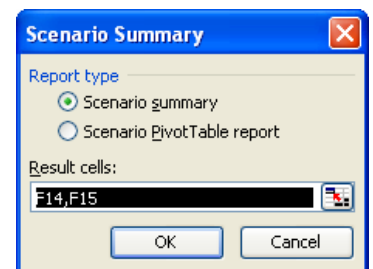 Scenario Summary
Report type
Scenario summary
Scenario PivotTable report
Result cells:
F14,F15
OK Cancel